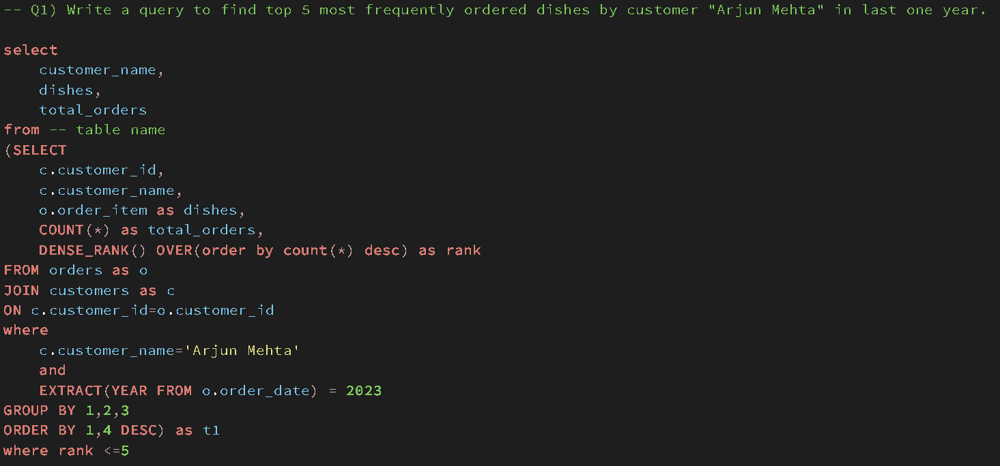 -- Q1) Write a query to find top 5 most frequently ordered dishes by customer "Arjun Mehta" in last one year.

select
    customer_name,
    dishes,
    total_orders
from -- table name
(SELECT
    c.customer_id,
    c.customer_name,
    o.order_item as dishes,
    COUNT(*) as total_orders,
    DENSE_RANK() OVER(order by count(*) desc) as rank
FROM orders as o
JOIN customers as c
ON c.customer_id=o.customer_id
where
    c.customer_name='Arjun Mehta'
    and
    EXTRACT(YEAR FROM o.order_date) = 2023
GROUP BY 1,2,3
ORDER BY 1,4 DESC) as t1
where rank <=5